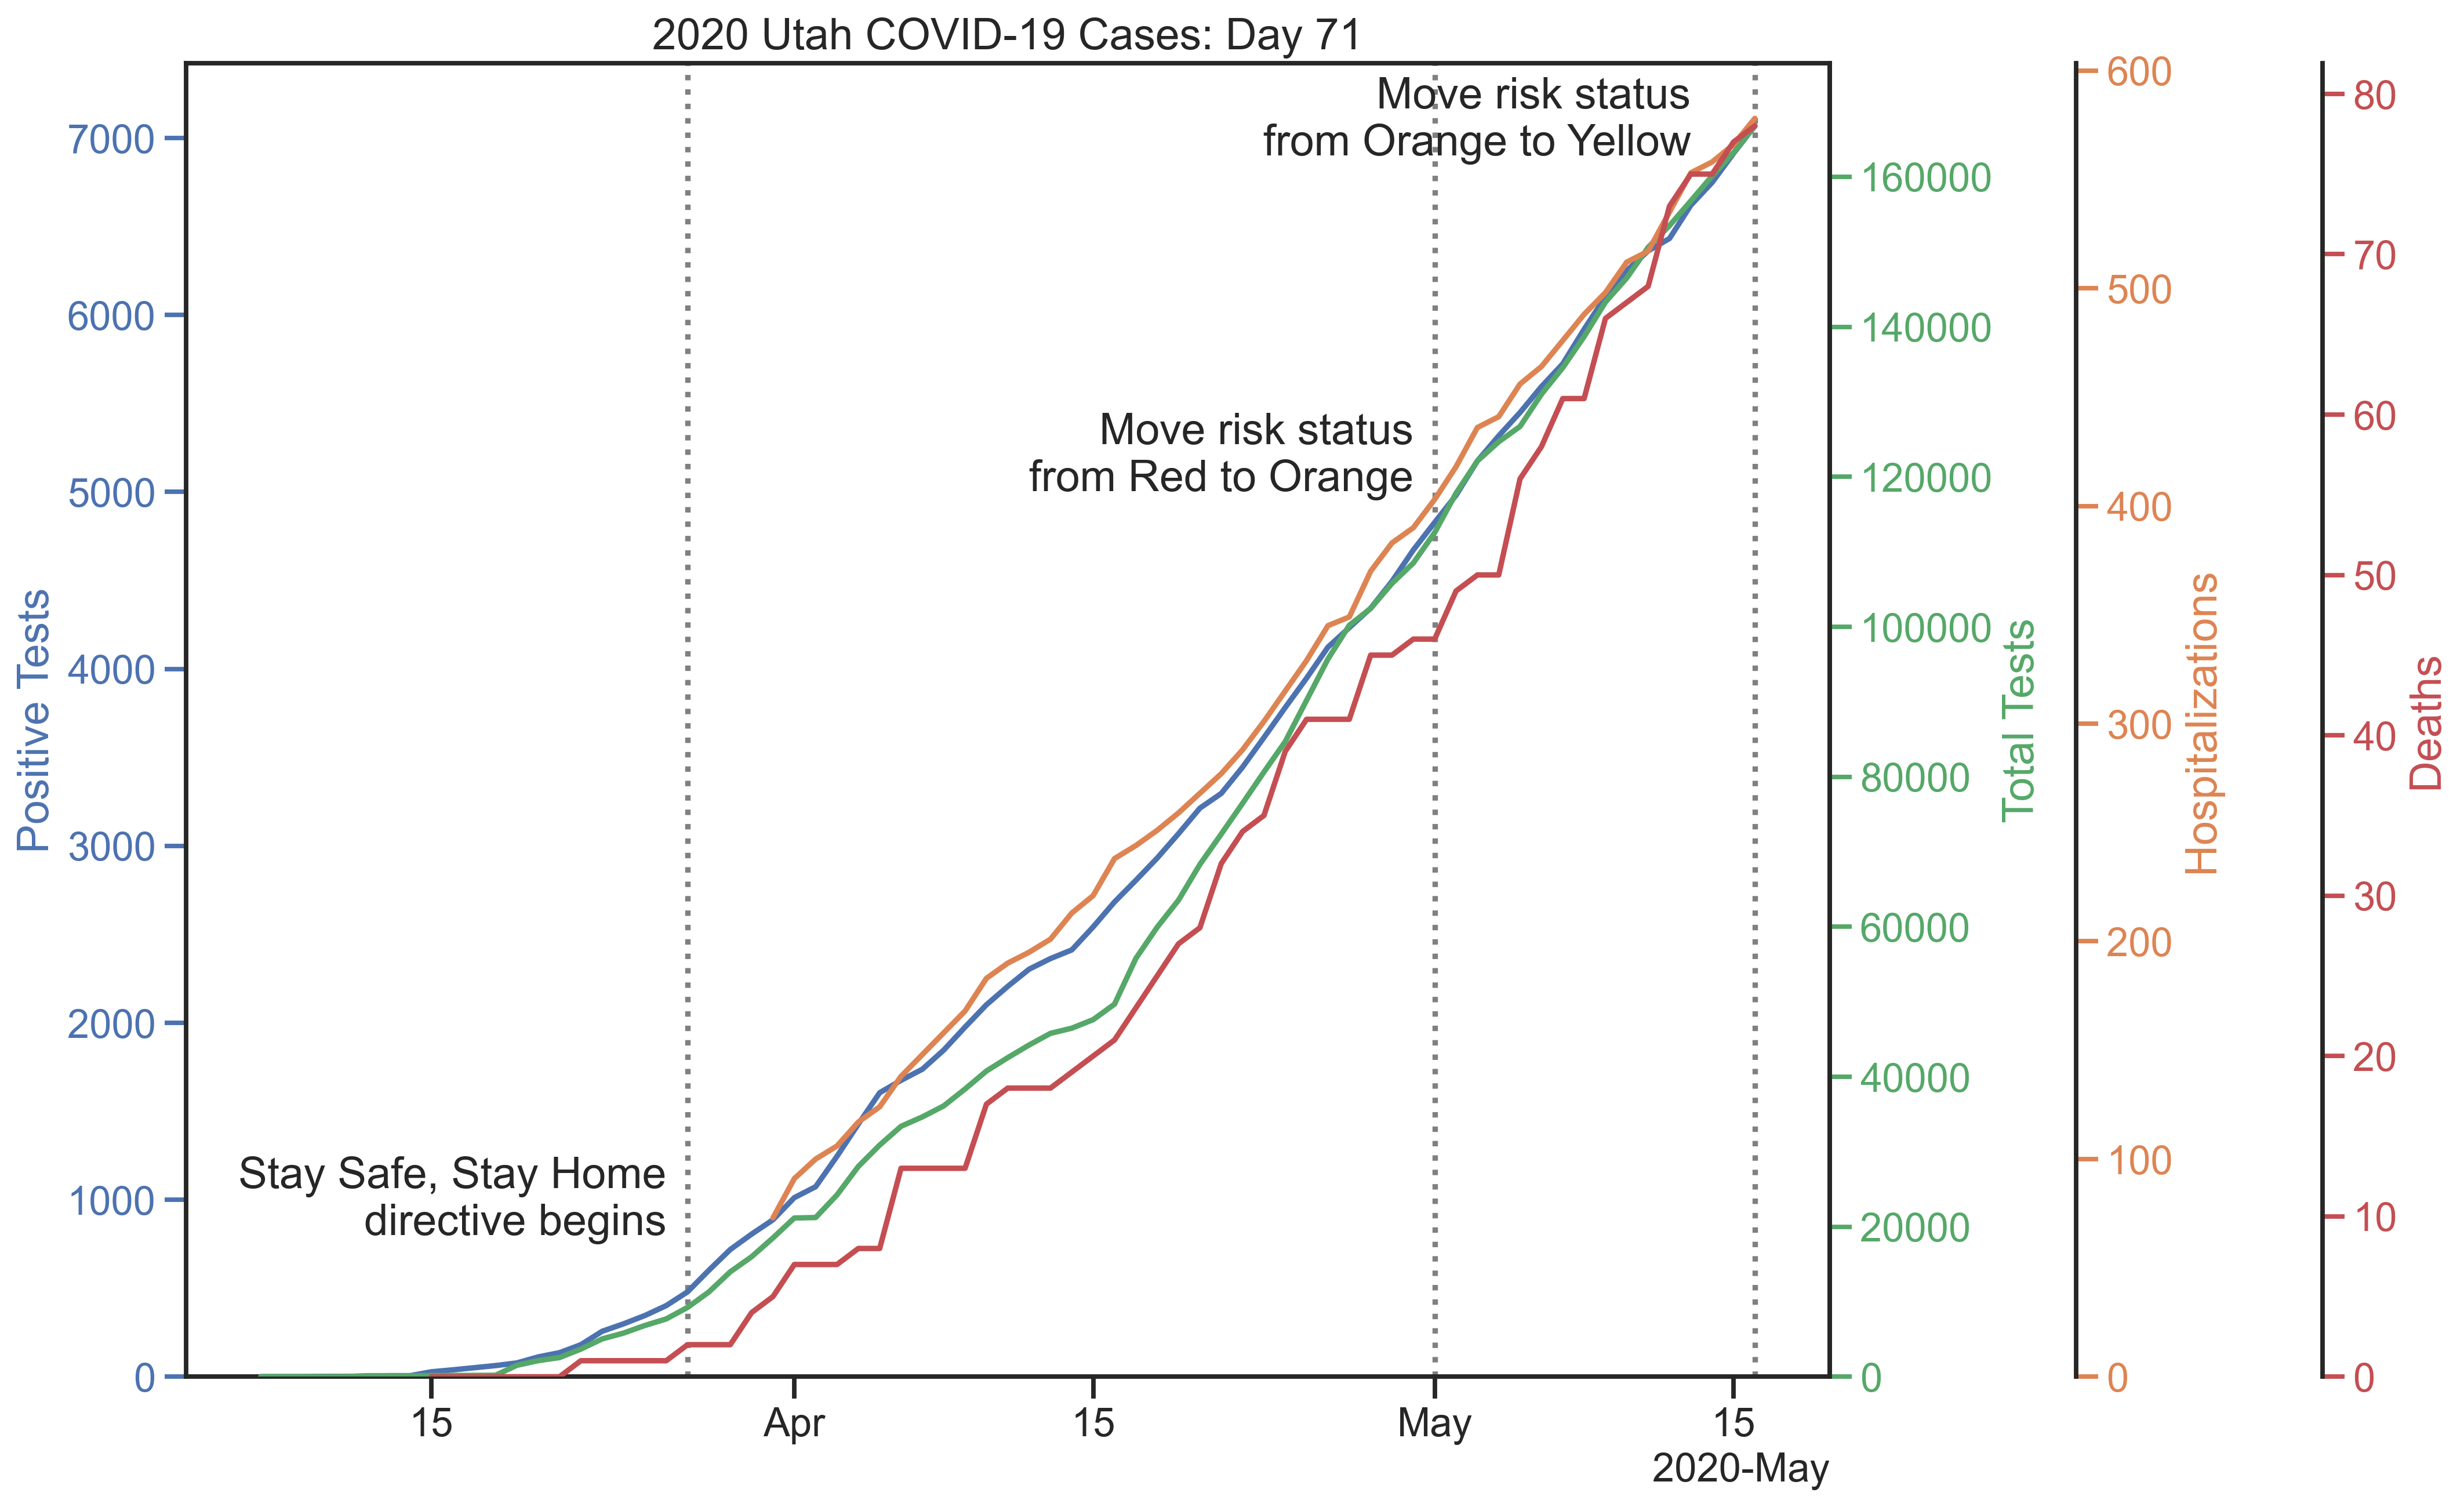 2020 Utah COVID-19 Cases: Day 71
Move risk status
from Orange to Yellow
Move risk status
from Red to Orange
Stay Safe, Stay Home
directive begins
Positive Tests
7000
6000
5000
4000
3000
2000
1000
0
160000
140000
120000
100000
80000
60000
40000
20000
0
Total Tests
600
500
400
300
200
100
0
Hospitalizations
80
70
60
50
40
30
20
10
0
Deaths
15
Apr
15
May
15
2020-May